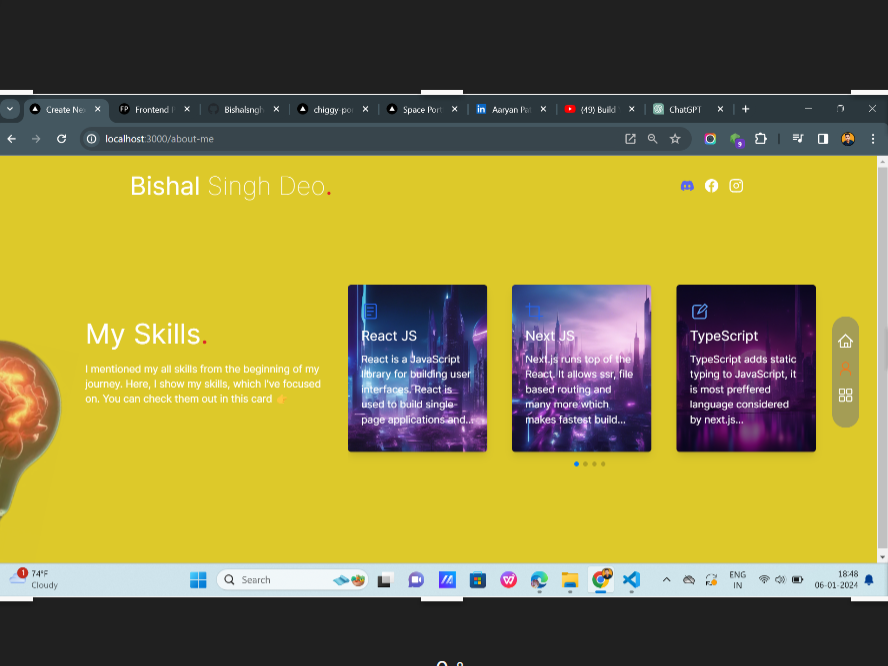 Create Ne
Frontend
Bishalsngh
chiggy-po
Space Port
Aaryan Pa
(49) Build
ChatGPT
localhost:3000/about-me
9
Bishal Singh Deo.
My Skills.
I mentioned my all skills from the beginning of my
journey. Here, I show my skills, which I've focused
on. You can check them out in this card
React JS
React is a JavaScript
library for building user
interfaces. React is
used to build single-
page applications and...
Next JS
Next.js runs top of the
React. It allows ssr, file
based routing and
many more which
makes fastest build...
TypeScript
TypeScript adds static
typing to JavaScript, it
is most preffered
language considered
by next.js...
1
74°F
Cloudy
Search
ENG
IN
18:48
06-01-2024